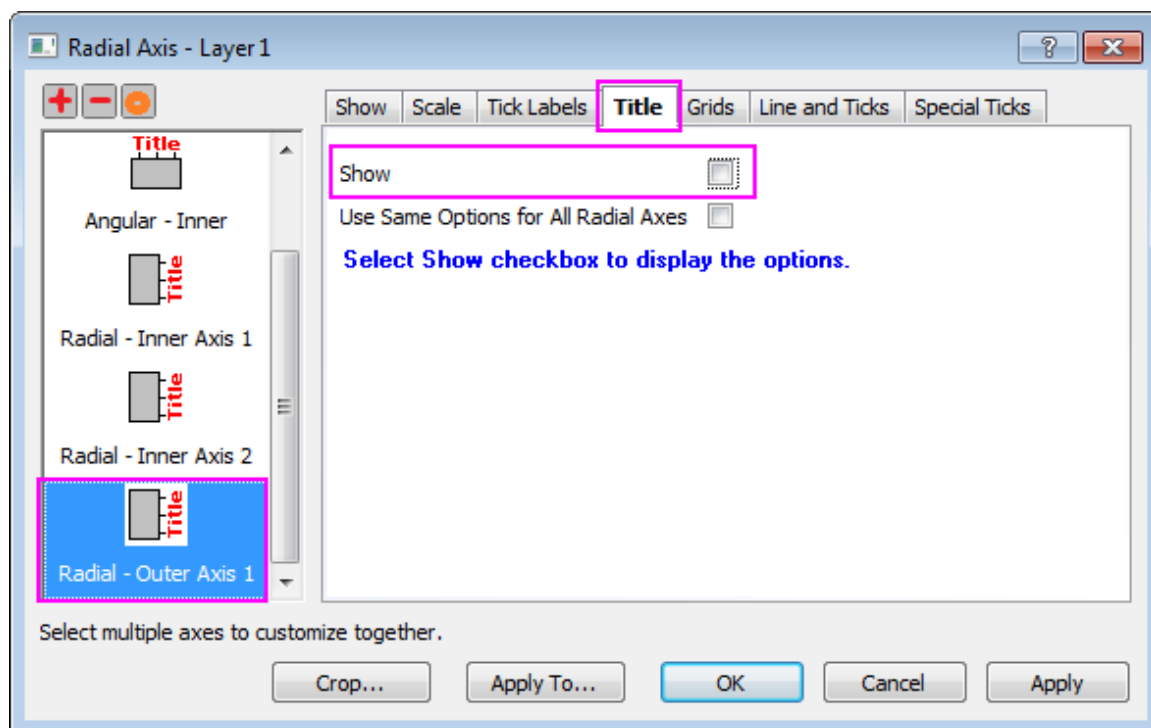 Radial Axis - Layer 1
Show Scale Tick Labels Title Grids Line and Ticks Special Ticks
Title
Angular - Inner
Title
Radial - Inner Axis 1
Title
Radial - Inner Axis 2
Title
Radial - Outer Axis 1
Show
Use Same Options for All Radial Axes
Select Show checkbox to display the options.
Select multiple axes to customize together.
Crop... Apply To... OK Cancel Apply